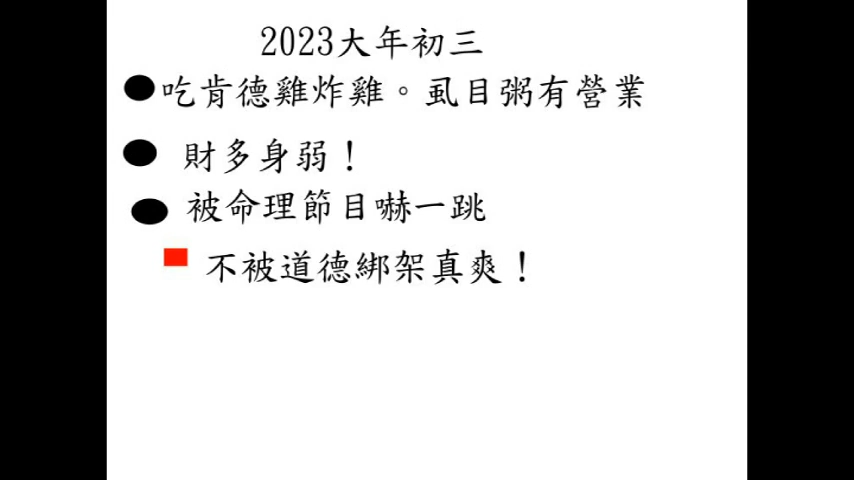 2023大年初三
吃肯德雞炸雞。虱目粥有營業
財多身弱！
被命理節目嚇一跳
不被道德綁架真爽！